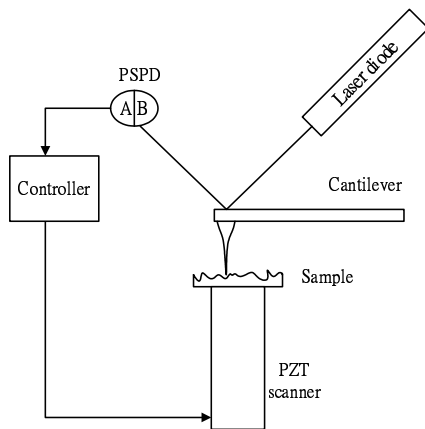 PSPD
A B
Laser diode
Controller
Cantilever
Sample
PZT
scanner